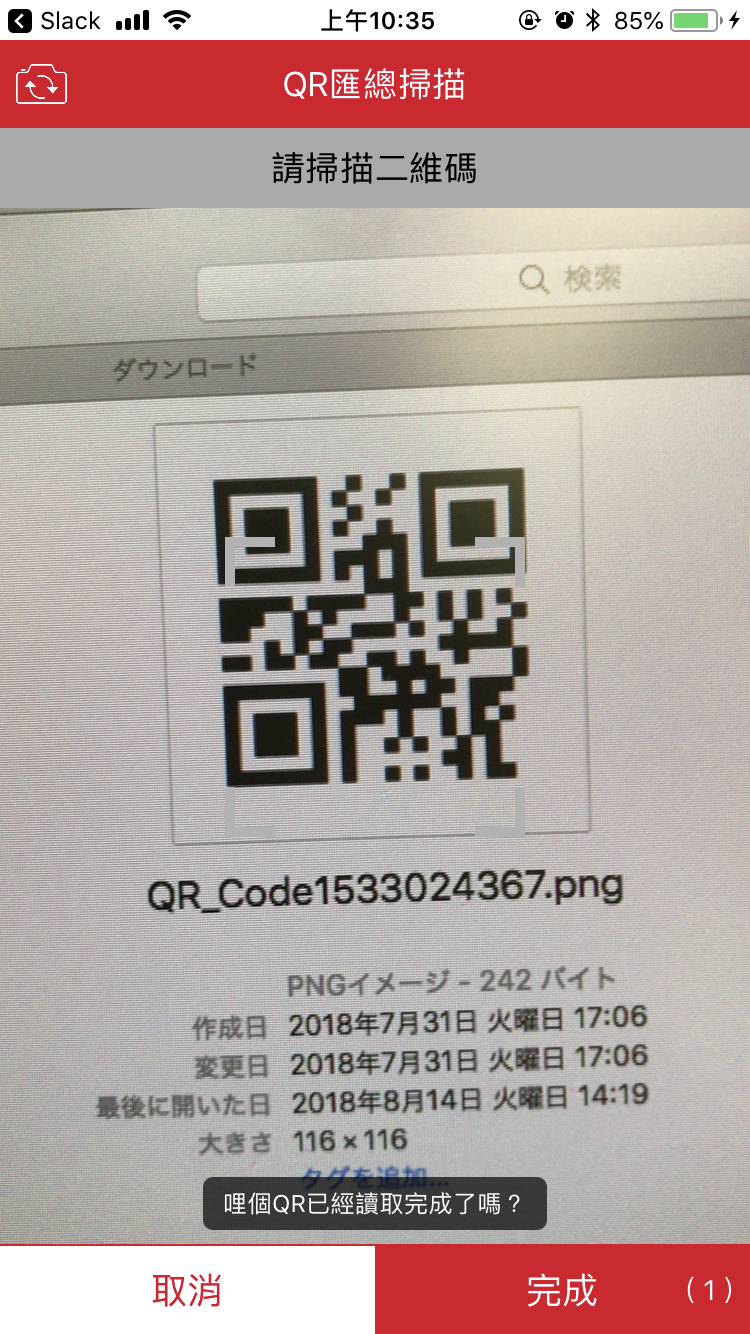 Slack 上午10:35 85%
QR匯總掃描
請掃描二維碼
検索
ダウンロード
QR_Code1533024367.png
PNGイメージ - 242 バイト
作成日 2018年7月31日 火曜日 17:06
変更日 2018年7月31日 火曜日 17:06
最後に開いた日 2018年8月14日 火曜日 14:19
大きさ 116×116
タグを追加...
哩個QR已經讀取完成了嗎？
取消
完成 （1）